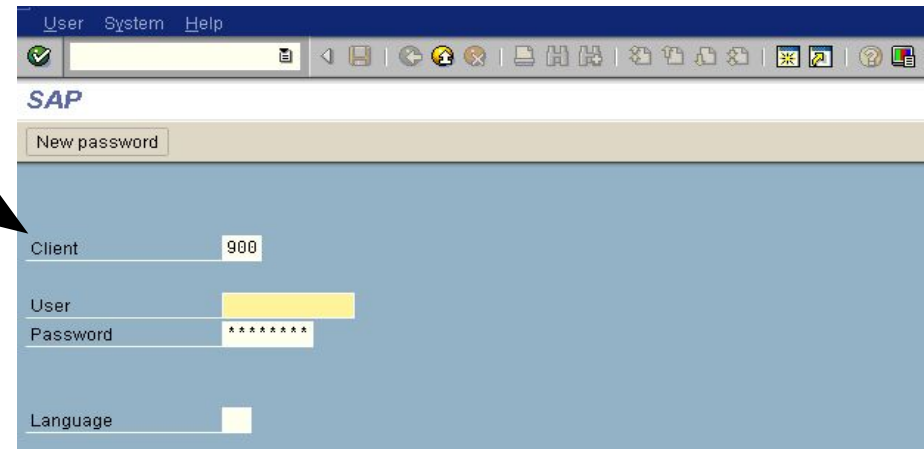 User System Help
SAP
New password
Client 900
User
Password ********
Language